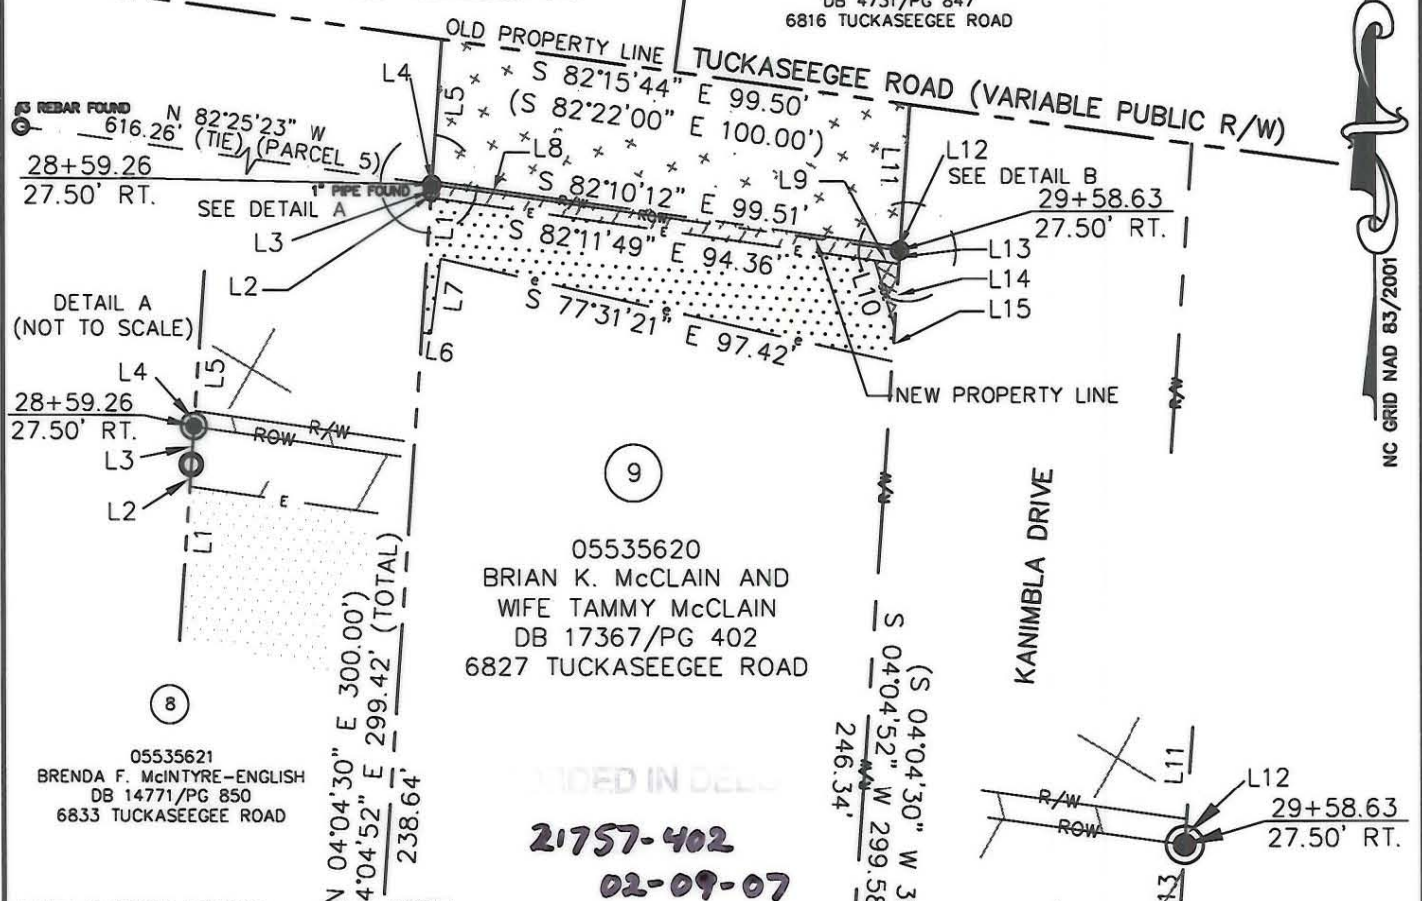 DB 4731/PG 847
6816 TUCKASEEGEE ROAD
OLD PROPERTY LINE
TUCKASEEGEE ROAD (VARIABLE PUBLIC R/W)
L4
L5
S 82°15'44" E 99.50'
(S 82°22'00" E 100.00')
REBAR FOUND
N 82°25'23" W
616.26' (TIE) (PARCEL 5)
28+59.26
27.50' RT.
1" PIPE FOUND
SEE DETAIL A
L8
S 82°10'12" E 99.51'
R/W
ROW
E
E
E
L9
L11
L12
SEE DETAIL B
29+58.63
27.50' RT.
L13
L14
L15
L3
L2
L1
S 82°11'49" E 94.36'
L10
L7
e
S 77°31'21" E 97.42'
e
e
L6
NEW PROPERTY LINE
R/W
NC GRID NAD 83/2001
DETAIL A
(NOT TO SCALE)
L4
L5
28+59.26
27.50' RT.
R/W
ROW
L3
L2
E
L1
9
05535620
BRIAN K. McCLAIN AND
WIFE TAMMY McCLAIN
DB 17367/PG 402
6827 TUCKASEEGEE ROAD
R/W
KANIMBLA DRIVE
8
05535621
BRENDA F. McINTYRE-ENGLISH
DB 14771/PG 850
6833 TUCKASEEGEE ROAD
N 04°04'30" E 300.00')
4°04'52" E 299.42' (TOTAL)
238.64'
DED IN
21757-402
02-09-07
(S 04°04'30" W 3
S 04°04'52" W 299.58
R/W
246.34'
R/W
ROW
L11
L12
29+58.63
27.50' RT.